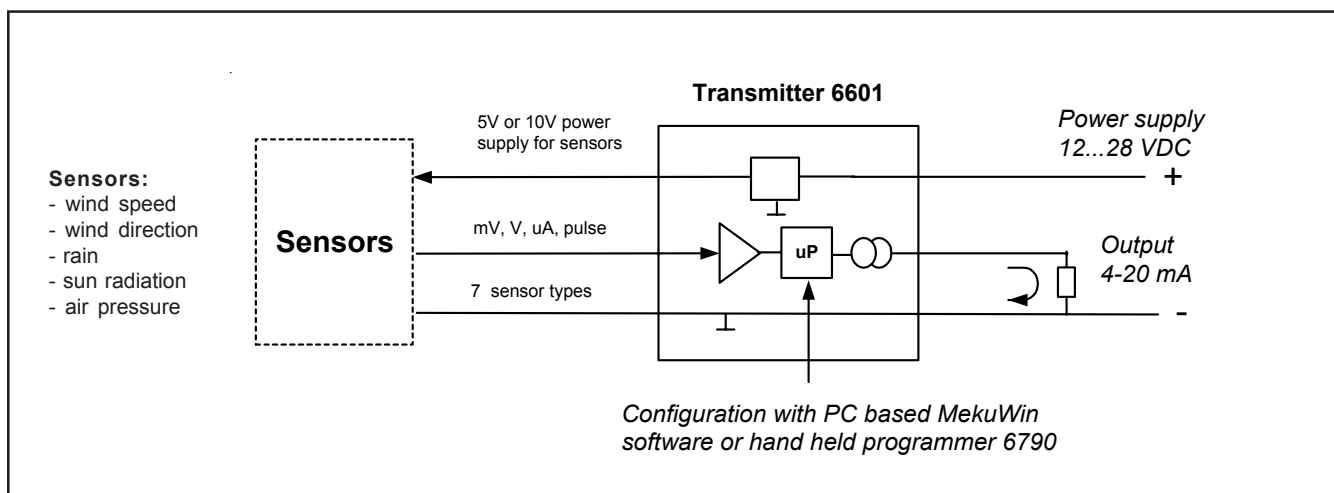 Transmitter 6601
5V or 10V power
supply for sensors
Power supply
12...28 VDC
+
Sensors:
- wind speed
- wind direction
- rain
- sun radiation
- air pressure
Sensors
mV, V, uA, pulse
uP
Output
4-20 mA
7 sensor types
-
Configuration with PC based MekuWin
software or hand held programmer 6790